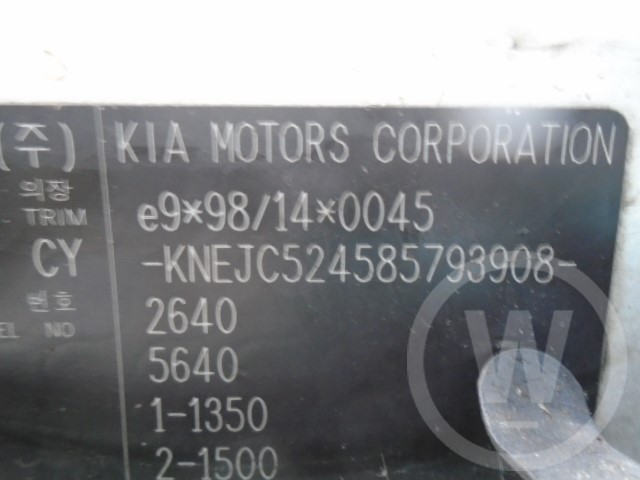 (주) KIA MOTORS CORPORATION
의장
TRIM e9*98/14*0045
CY -KNEJC524585793908-
번호 2640
EL NO
5640
1-1350
2-1500
W